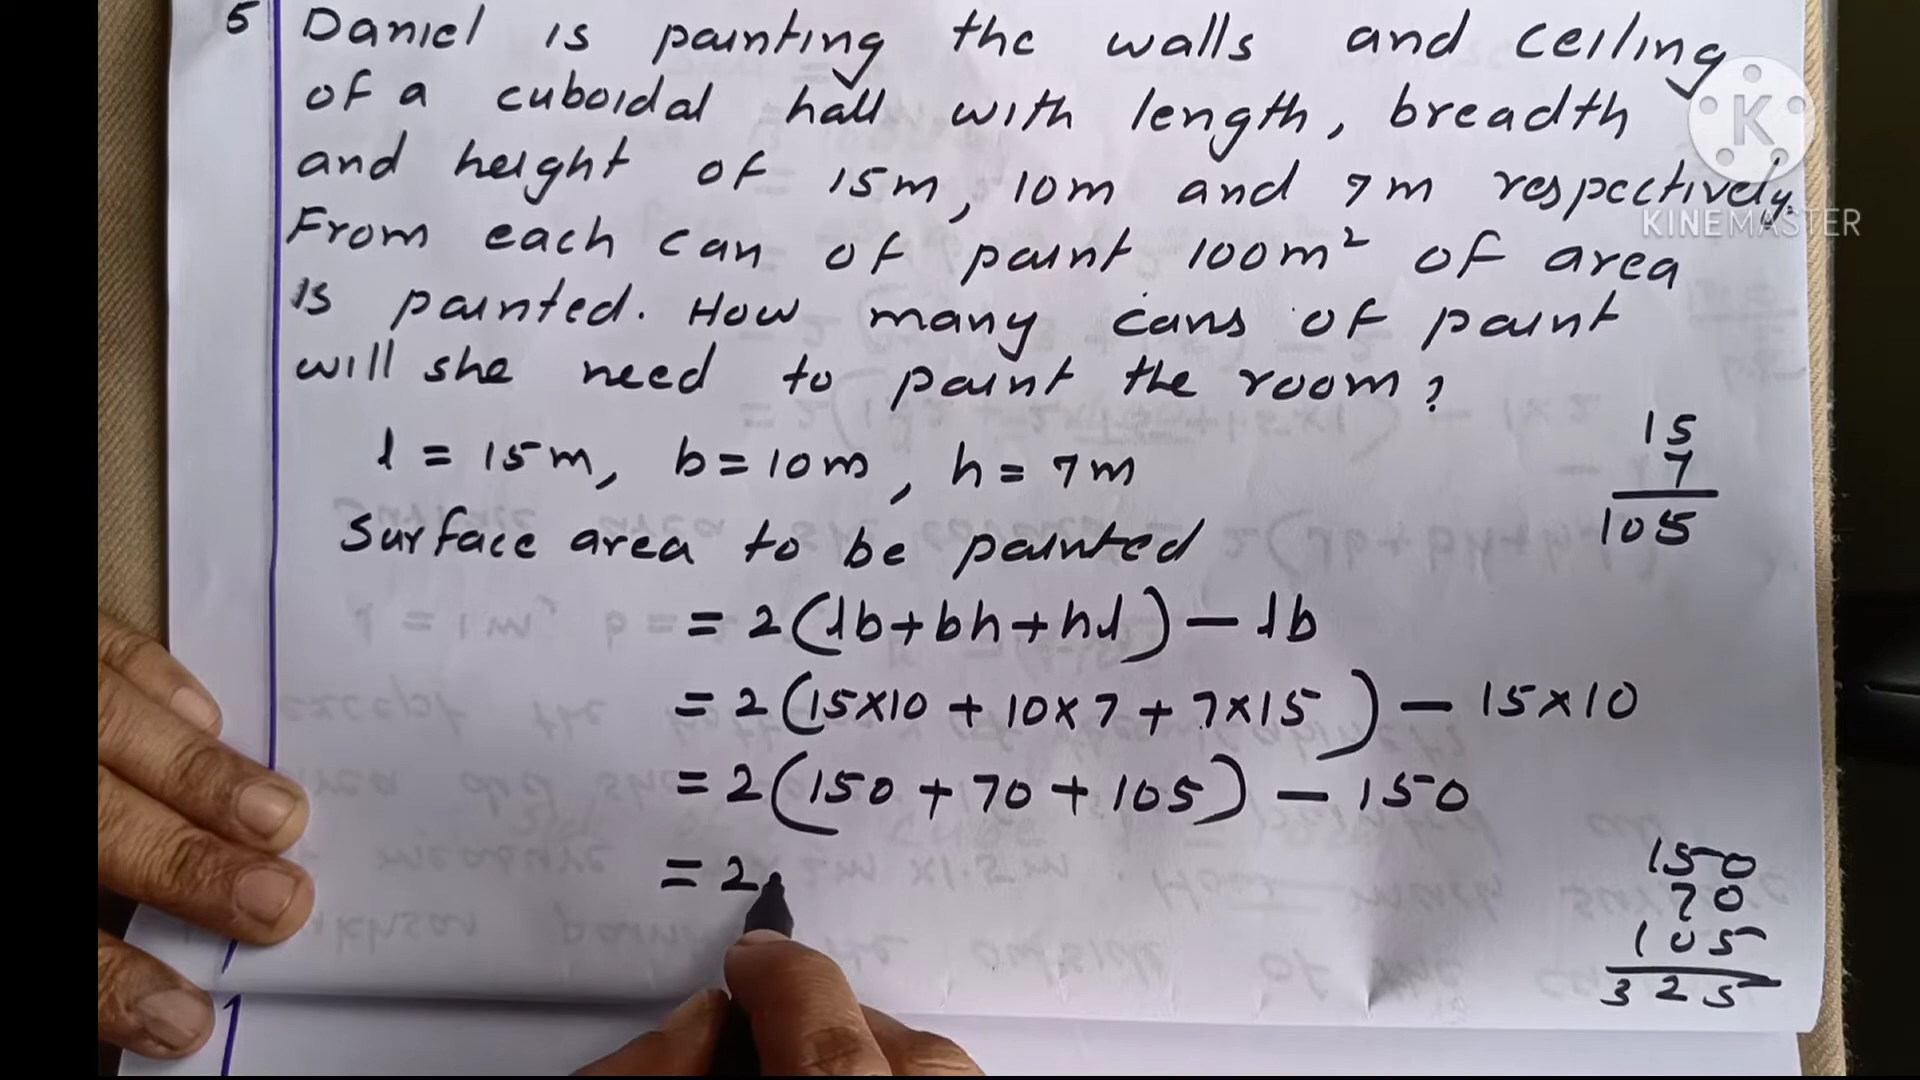 5 Daniel is painting the walls and ceiling
of a cuboidal hall with length, breadth
and height of 15m, 10m and 7m respectively.
From each can of paint 100m² of area
is painted. How many cans of paint
will she need to paint the room?
l = 15m, b = 10m, h = 7m
Surface area to be painted
= 2(lb+bh+hl) - lb
= 2(15×10 + 10×7 + 7×15) - 15×10
= 2(150 + 70 + 105) - 150
= 2
15
7
105
150
70
105
325
K
KINEMASTER